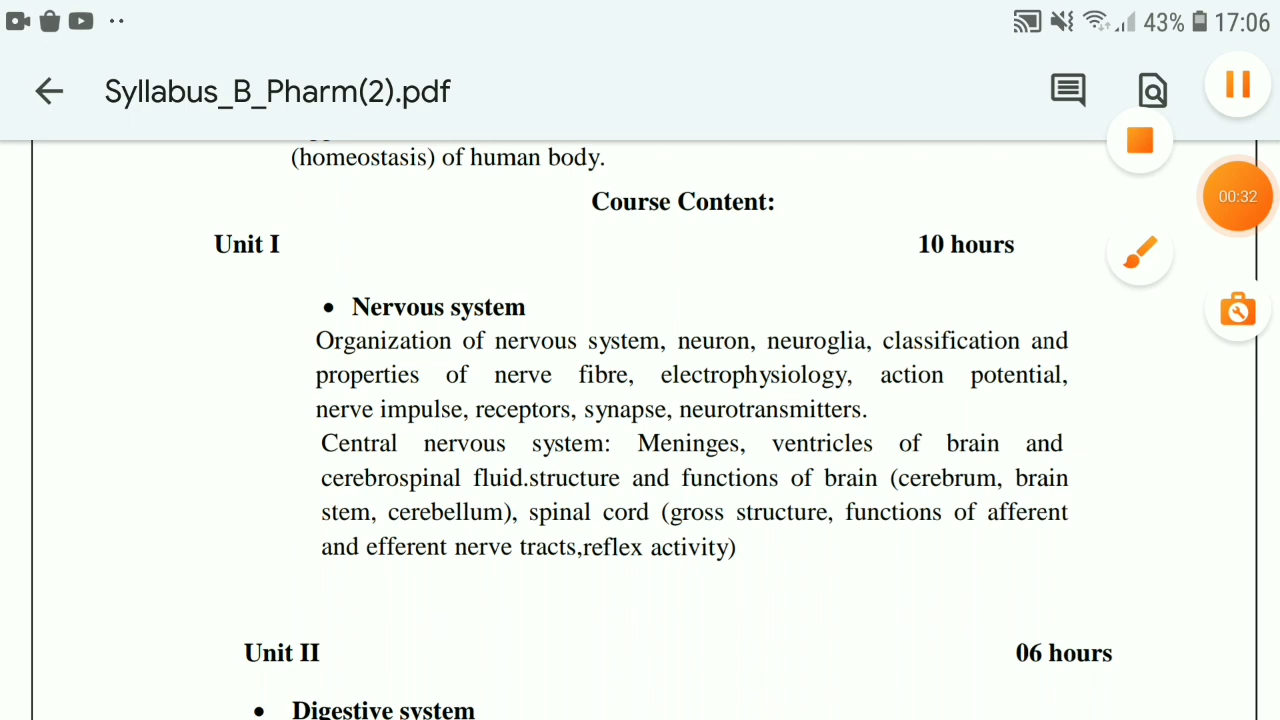 43% 17:06
Syllabus_B_Pharm(2).pdf
(homeostasis) of human body.
Course Content:
00:32
Unit I 10 hours
• Nervous system
Organization of nervous system, neuron, neuroglia, classification and
properties of nerve fibre, electrophysiology, action potential,
nerve impulse, receptors, synapse, neurotransmitters.
Central nervous system: Meninges, ventricles of brain and
cerebrospinal fluid.structure and functions of brain (cerebrum, brain
stem, cerebellum), spinal cord (gross structure, functions of afferent
and efferent nerve tracts,reflex activity)
Unit II 06 hours
• Digestive system